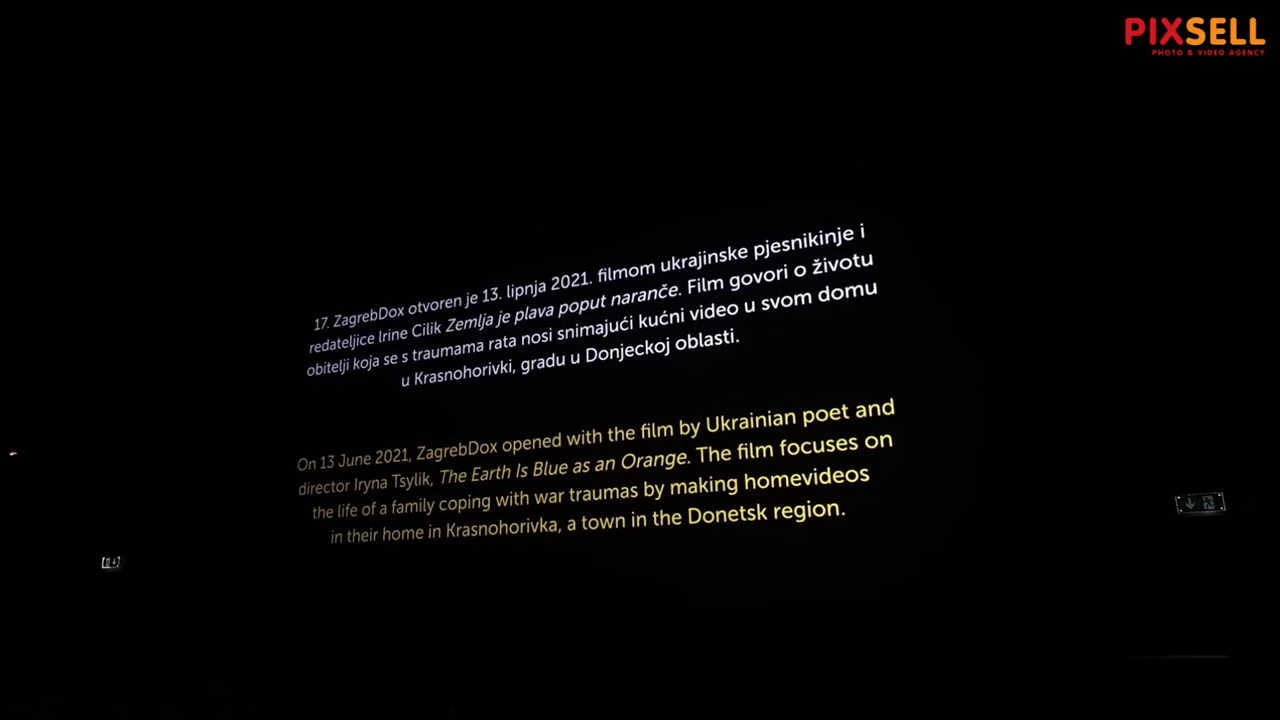 PIXSELL
PHOTO & VIDEO AGENCY
17. ZagrebDox otvoren je 13. lipnja 2021. filmom ukrajinske pjesnikinje i
redateljice Irine Cilik Zemlja je plava poput naranče. Film govori o životu
obitelji koja se s traumama rata nosi snimajući kućni video u svom domu
u Krasnohorivki, gradu u Donjeckoj oblasti.
On 13 June 2021, ZagrebDox opened with the film by Ukrainian poet and
director Iryna Tsylik, The Earth Is Blue as an Orange. The film focuses on
the life of a family coping with war traumas by making homevideos
in their home in Krasnohorivka, a town in the Donetsk region.